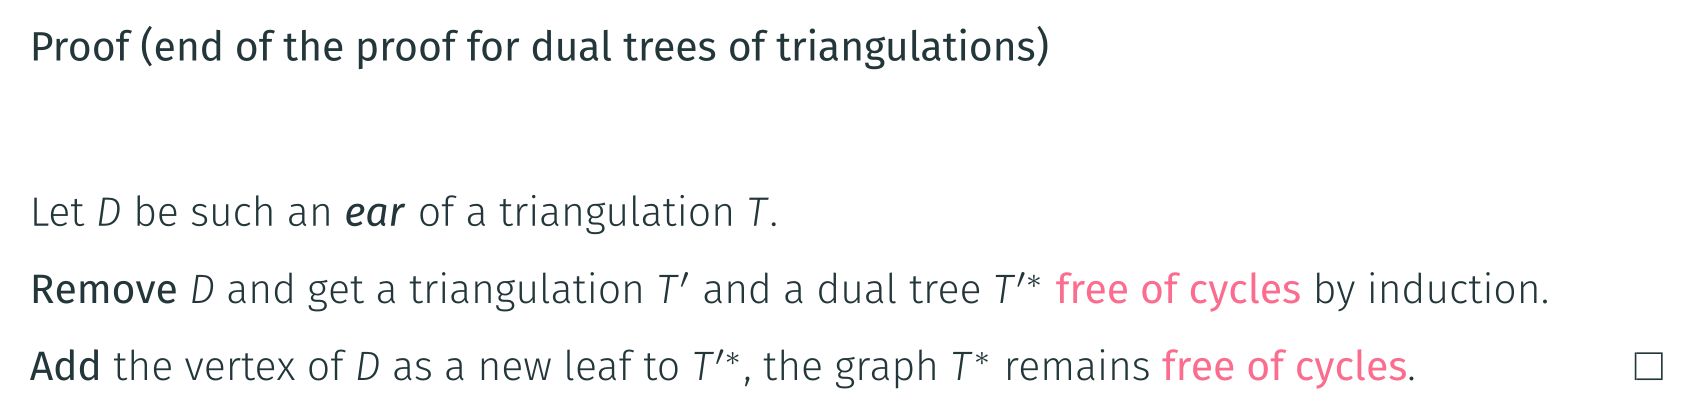 Proof (end of the proof for dual trees of triangulations)
Let D be such an ear of a triangulation T.
Remove D and get a triangulation T′ and a dual tree T′* free of cycles by induction.
Add the vertex of D as a new leaf to T′*, the graph T* remains free of cycles. □